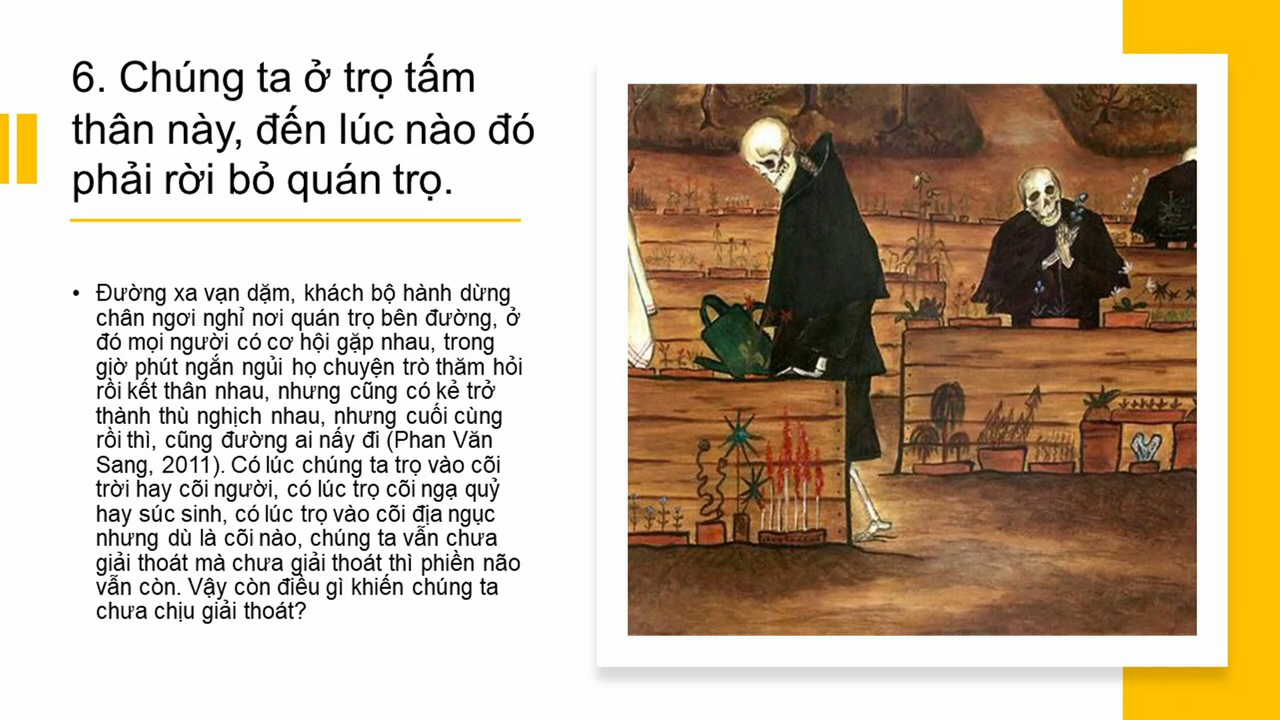 6. Chúng ta ở trọ tấm
thân này, đến lúc nào đó
phải rời bỏ quán trọ.
• Đường xa vạn dặm, khách bộ hành dừng
chân ngơi nghỉ nơi quán trọ bên đường, ở
đó mọi người có cơ hội gặp nhau, trong
giờ phút ngắn ngủi họ chuyện trò thăm hỏi
rồi kết thân nhau, nhưng cũng có kẻ trở
thành thù nghịch nhau, nhưng cuối cùng
rồi thì, cũng đường ai nấy đi (Phan Văn
Sang, 2011). Có lúc chúng ta trọ vào cõi
trời hay cõi người, có lúc trọ cõi ngạ quỷ
hay súc sinh, có lúc trọ vào cõi địa ngục
nhưng dù là cõi nào, chúng ta vẫn chưa
giải thoát mà chưa giải thoát thì phiền não
vẫn còn. Vậy còn điều gì khiến chúng ta
chưa chịu giải thoát?